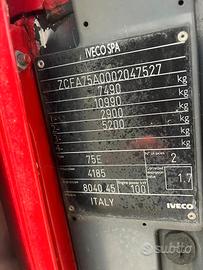 IVECO SPA
ZCFA75A0002047527
7490 kg
10990 kg
2900 kg
5200 kg
kg
75E 2
4185
1.7
8040.45 100
ITALY IVECO
subito